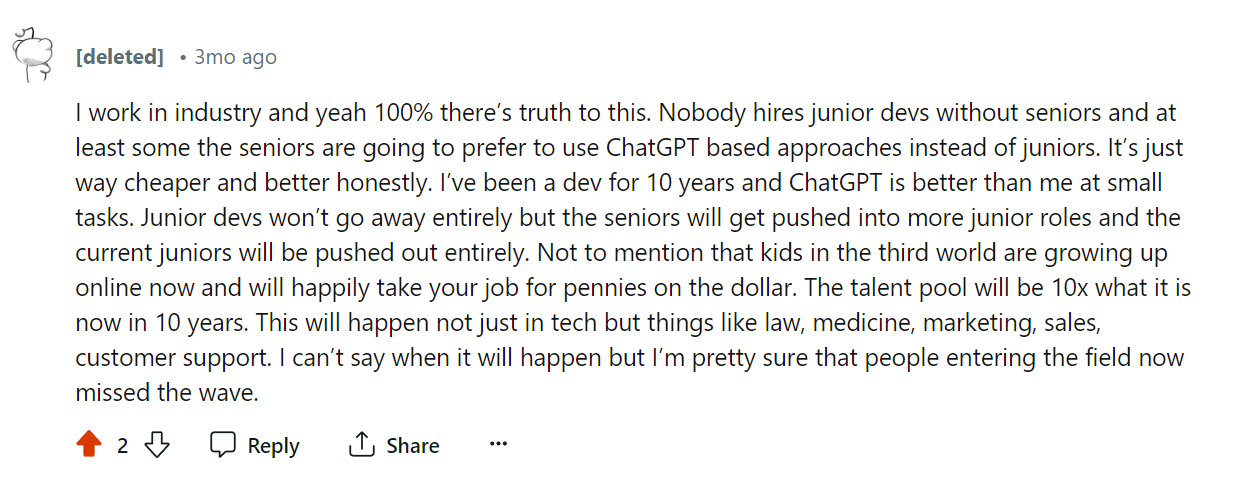 [deleted] • 3mo ago
I work in industry and yeah 100% there's truth to this. Nobody hires junior devs without seniors and at
least some the seniors are going to prefer to use ChatGPT based approaches instead of juniors. It's just
way cheaper and better honestly. I've been a dev for 10 years and ChatGPT is better than me at small
tasks. Junior devs won't go away entirely but the seniors will get pushed into more junior roles and the
current juniors will be pushed out entirely. Not to mention that kids in the third world are growing up
online now and will happily take your job for pennies on the dollar. The talent pool will be 10x what it is
now in 10 years. This will happen not just in tech but things like law, medicine, marketing, sales,
customer support. I can't say when it will happen but I'm pretty sure that people entering the field now
missed the wave.
2 Reply Share ...